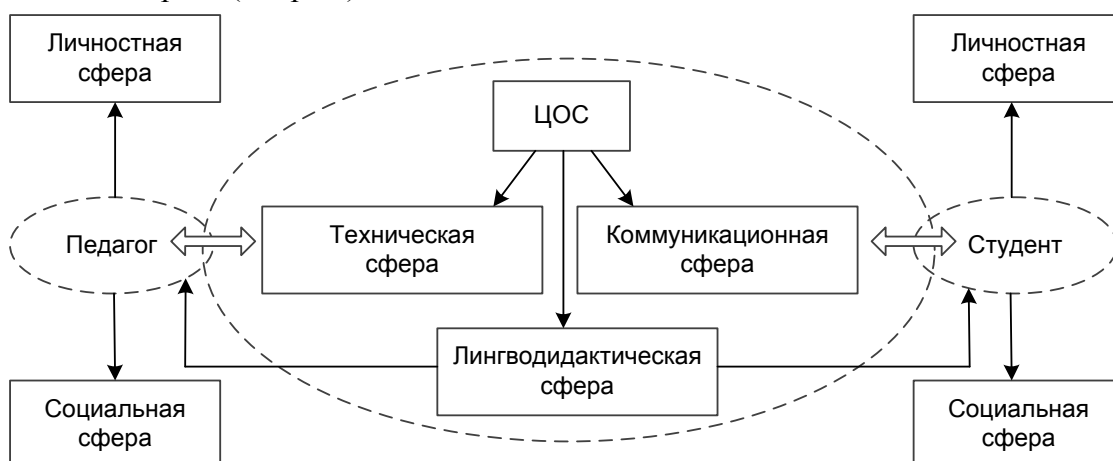 Личностная
сфера
Личностная
сфера
ЦОС
Педагог
Техническая
сфера
Коммуникационная
сфера
Студент
Лингводидактическая
сфера
Социальная
сфера
Социальная
сфера